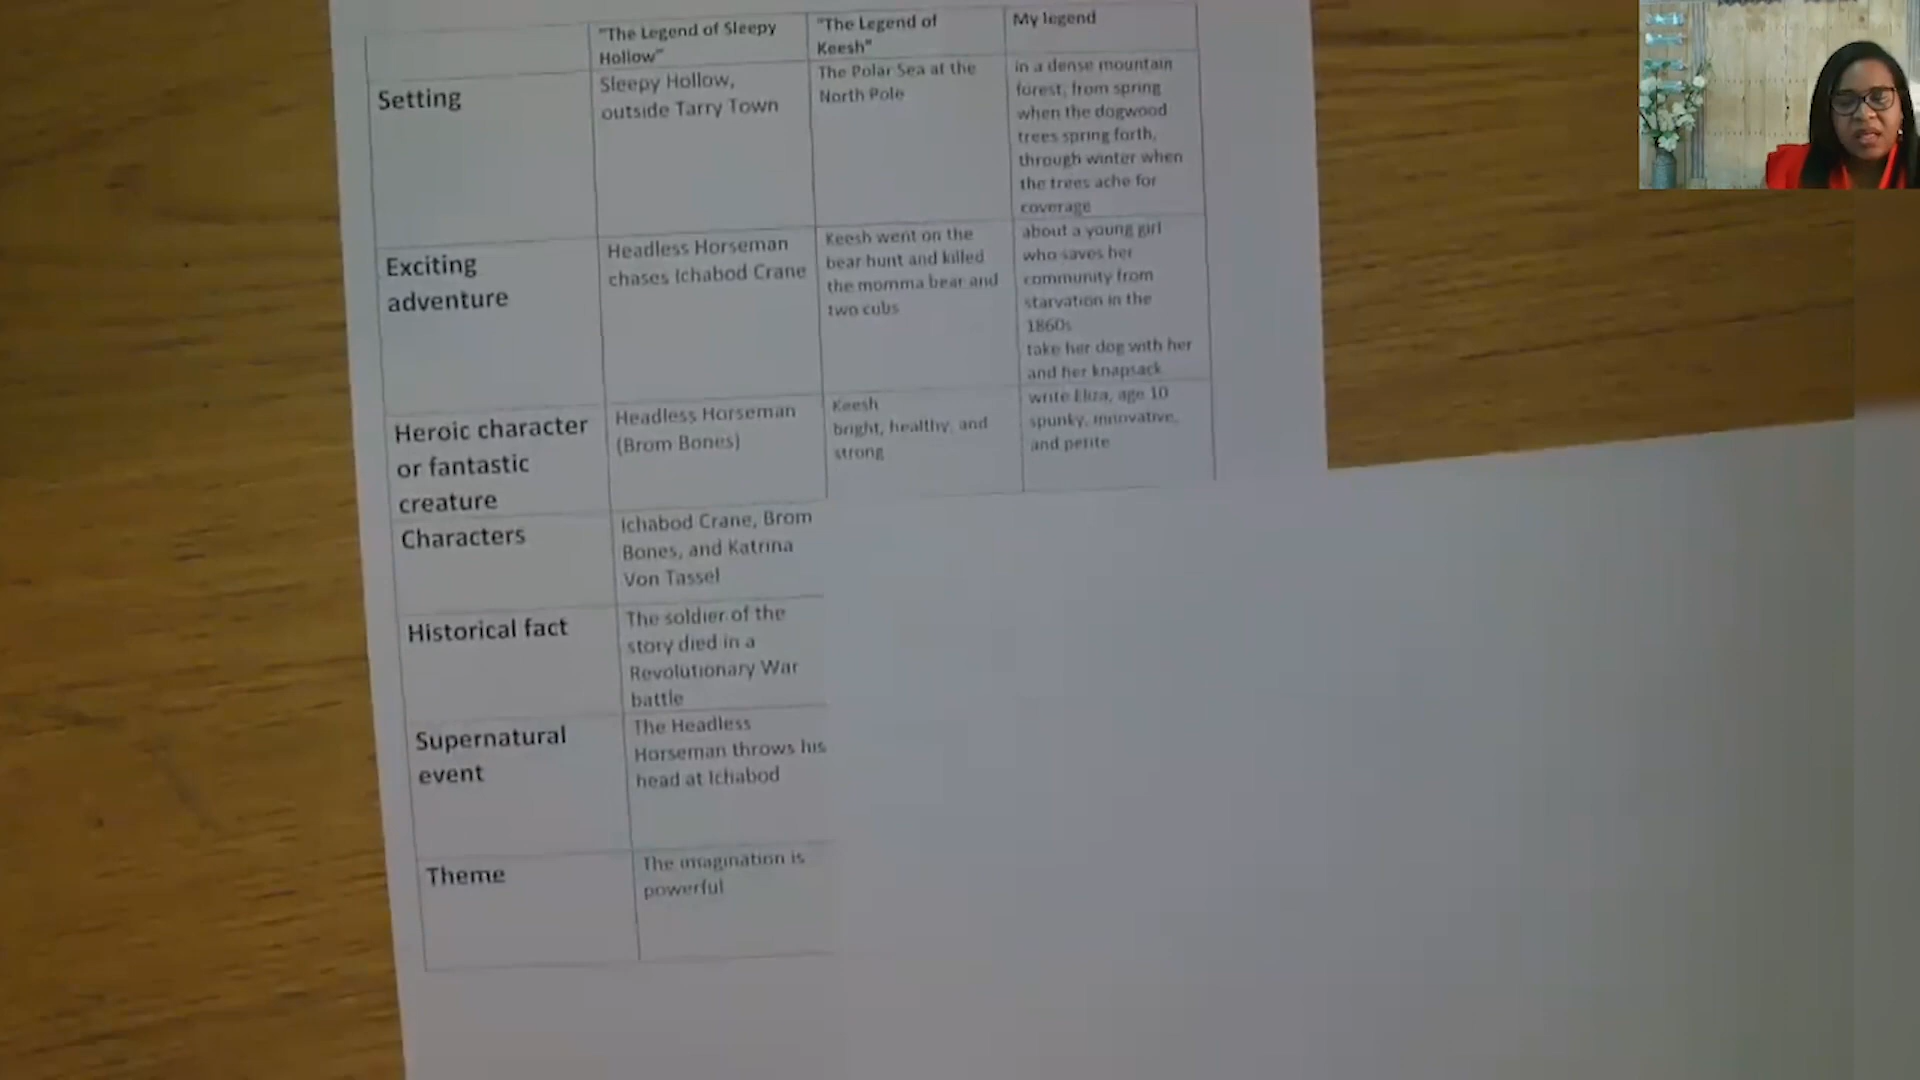 "The Legend of Sleepy
Hollow"
"The Legend of
Keesh"
My legend
Setting
Sleepy Hollow,
outside Tarry Town
The Polar Sea at the
North Pole
in a dense mountain
forest, from spring
when the dogwood
trees spring forth,
through winter when
the trees ache for
coverage
Exciting
adventure
Headless Horseman
chases Ichabod Crane
Keesh went on the
bear hunt and killed
the momma bear and
two cubs
about a young girl
who saves her
community from
starvation in the
1860s
take her dog with her
and her knapsack
Heroic character
or fantastic
creature
Headless Horseman
(Brom Bones)
Keesh
bright, healthy, and
strong
write Eliza, age 10
spunky, innovative,
and petite
Characters
Ichabod Crane, Brom
Bones, and Katrina
Von Tassel
Historical fact
The soldier of the
story died in a
Revolutionary War
battle
Supernatural
event
The Headless
Horseman throws his
head at Ichabod
Theme
The imagination is
powerful